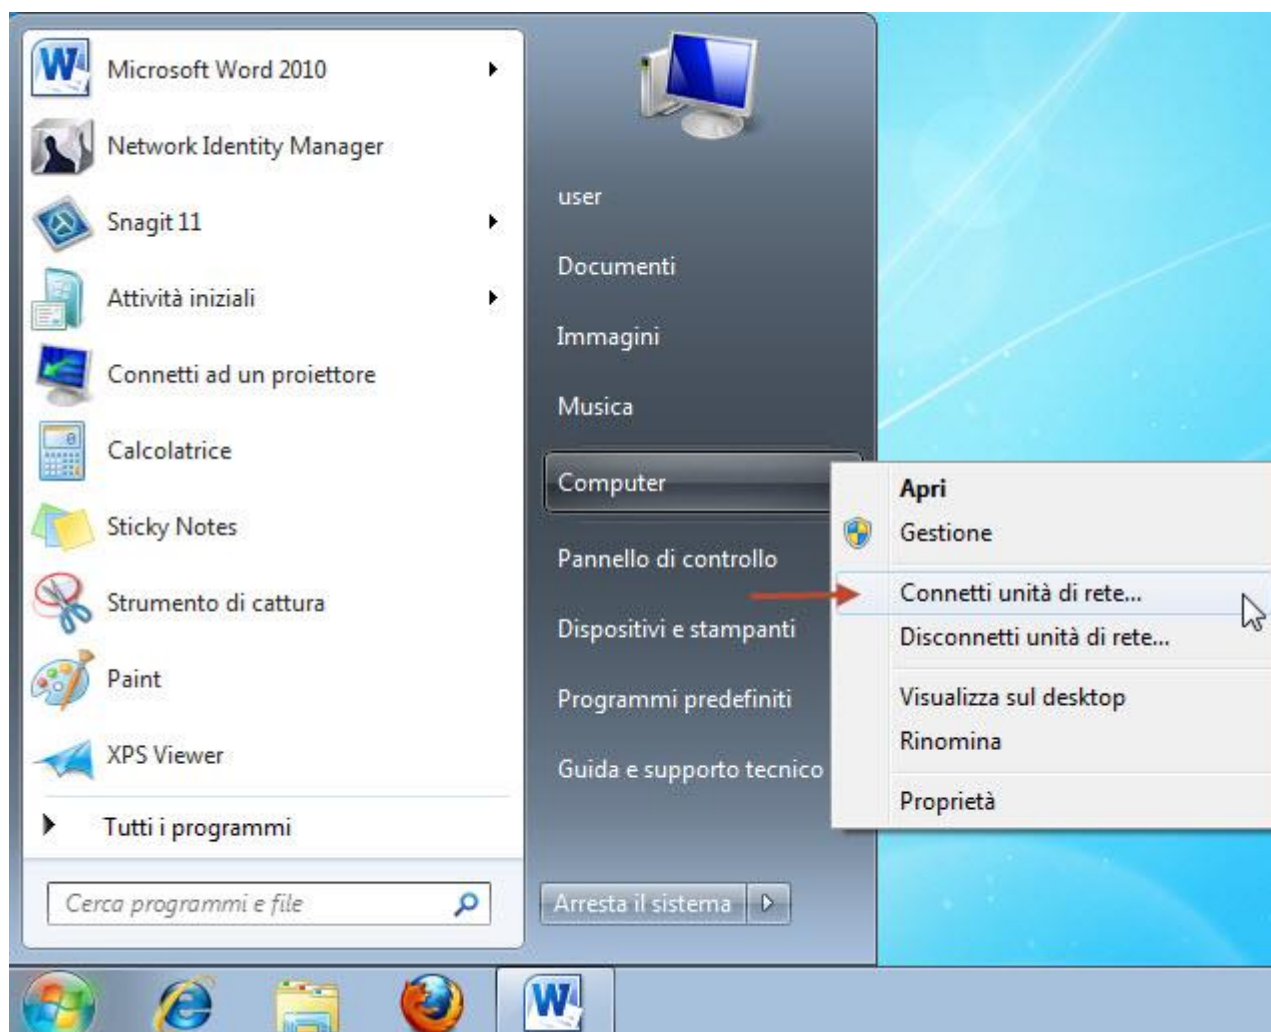 Microsoft Word 2010
Network Identity Manager
Snagit 11
Attività iniziali
Connetti ad un proiettore
Calcolatrice
Sticky Notes
Strumento di cattura
Paint
XPS Viewer
Tutti i programmi
Cerca programmi e file
user
Documenti
Immagini
Musica
Computer
Pannello di controllo
Dispositivi e stampanti
Programmi predefiniti
Guida e supporto tecnico
Arresta il sistema
Apri
Gestione
Connetti unità di rete...
Disconnetti unità di rete...
Visualizza sul desktop
Rinomina
Proprietà